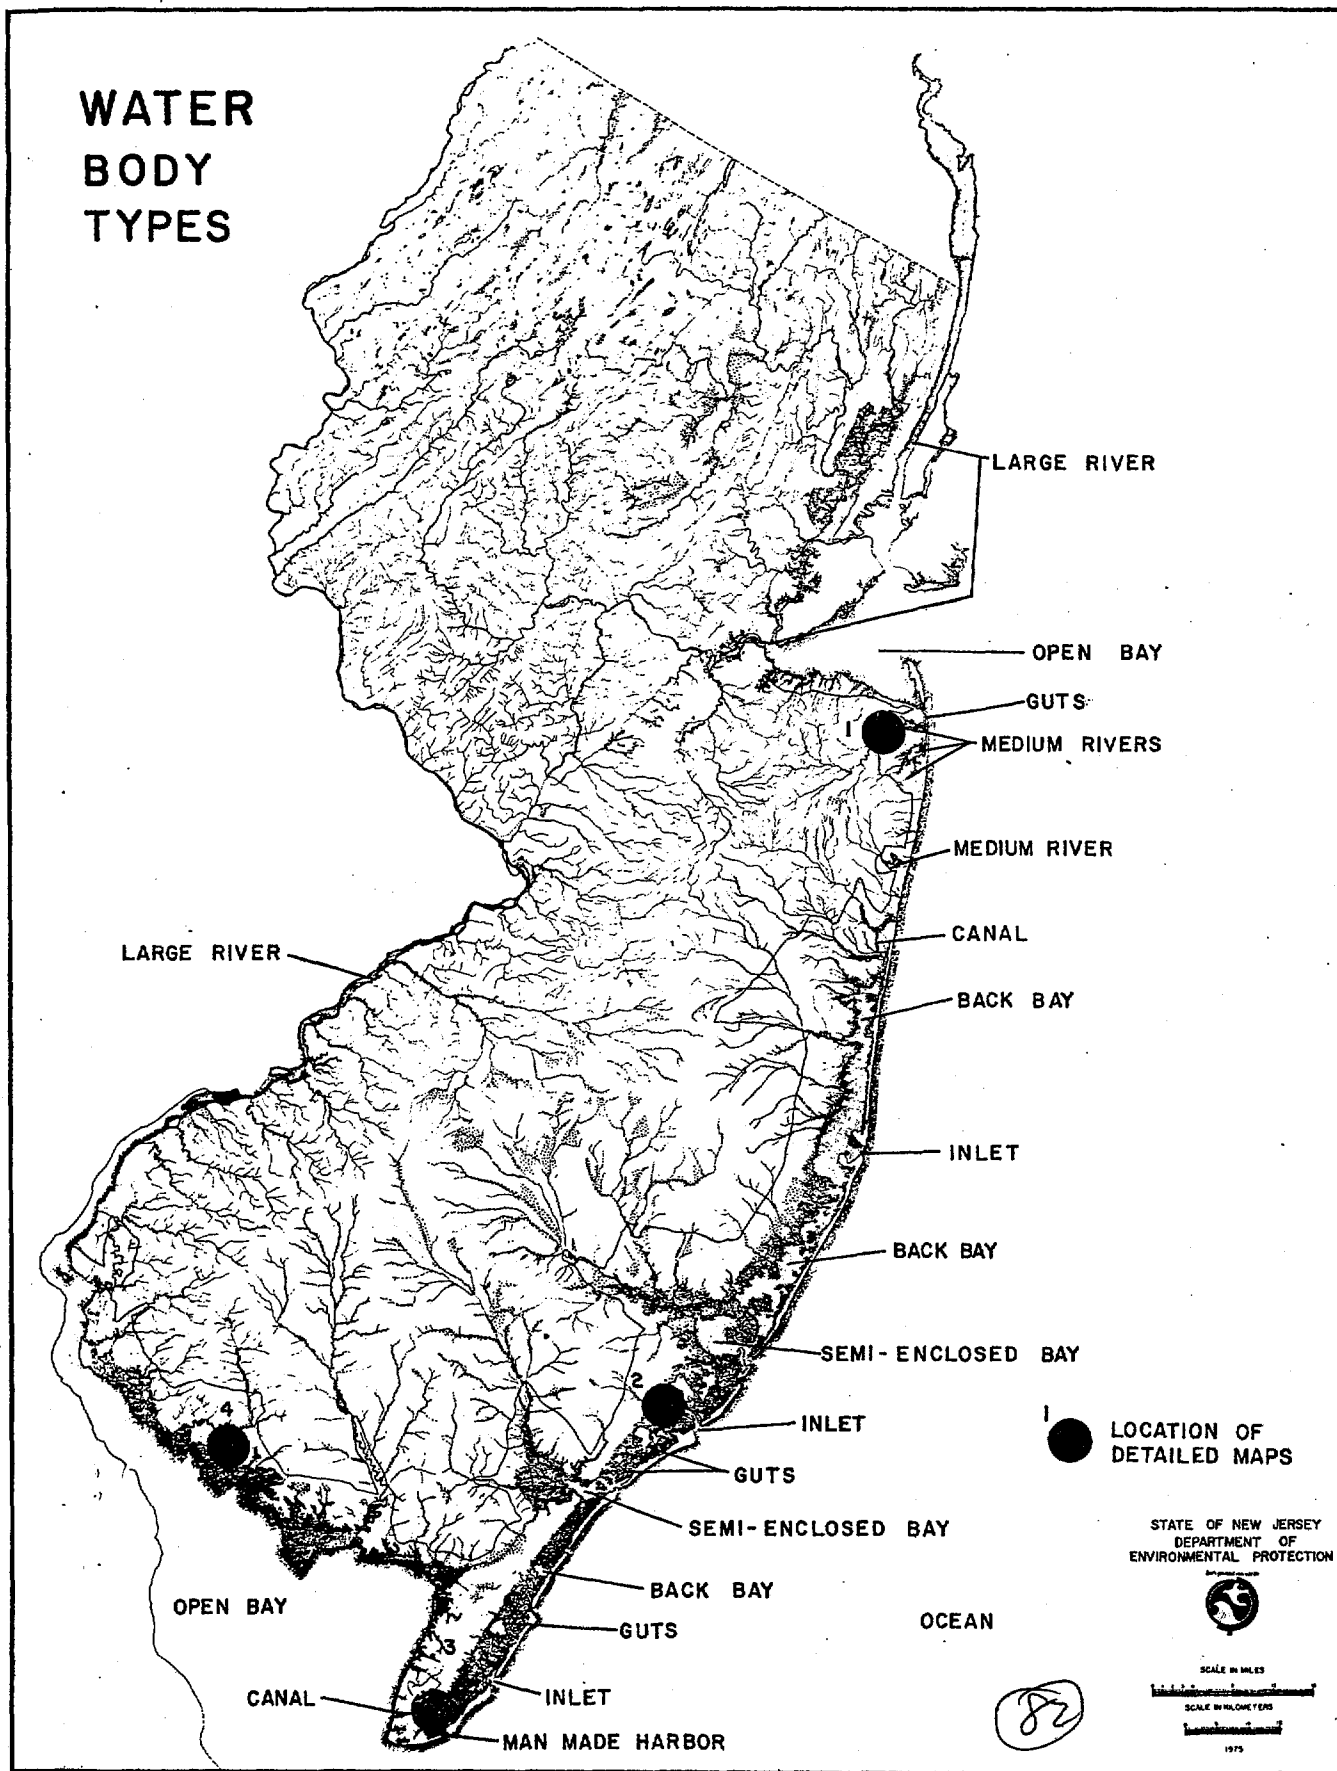 WATER
BODY
TYPES
LARGE RIVER
OPEN BAY
GUTS
1
MEDIUM RIVERS
MEDIUM RIVER
CANAL
LARGE RIVER
BACK BAY
INLET
BACK BAY
SEMI-ENCLOSED BAY
2
4
INLET
1
LOCATION OF
DETAILED MAPS
GUTS
SEMI-ENCLOSED BAY
STATE OF NEW JERSEY
DEPARTMENT OF
ENVIRONMENTAL PROTECTION
BACK BAY
OPEN BAY
GUTS
OCEAN
3
INLET
CANAL
MAN MADE HARBOR
SCALE IN MILES
SCALE IN KILOMETERS
1975
82